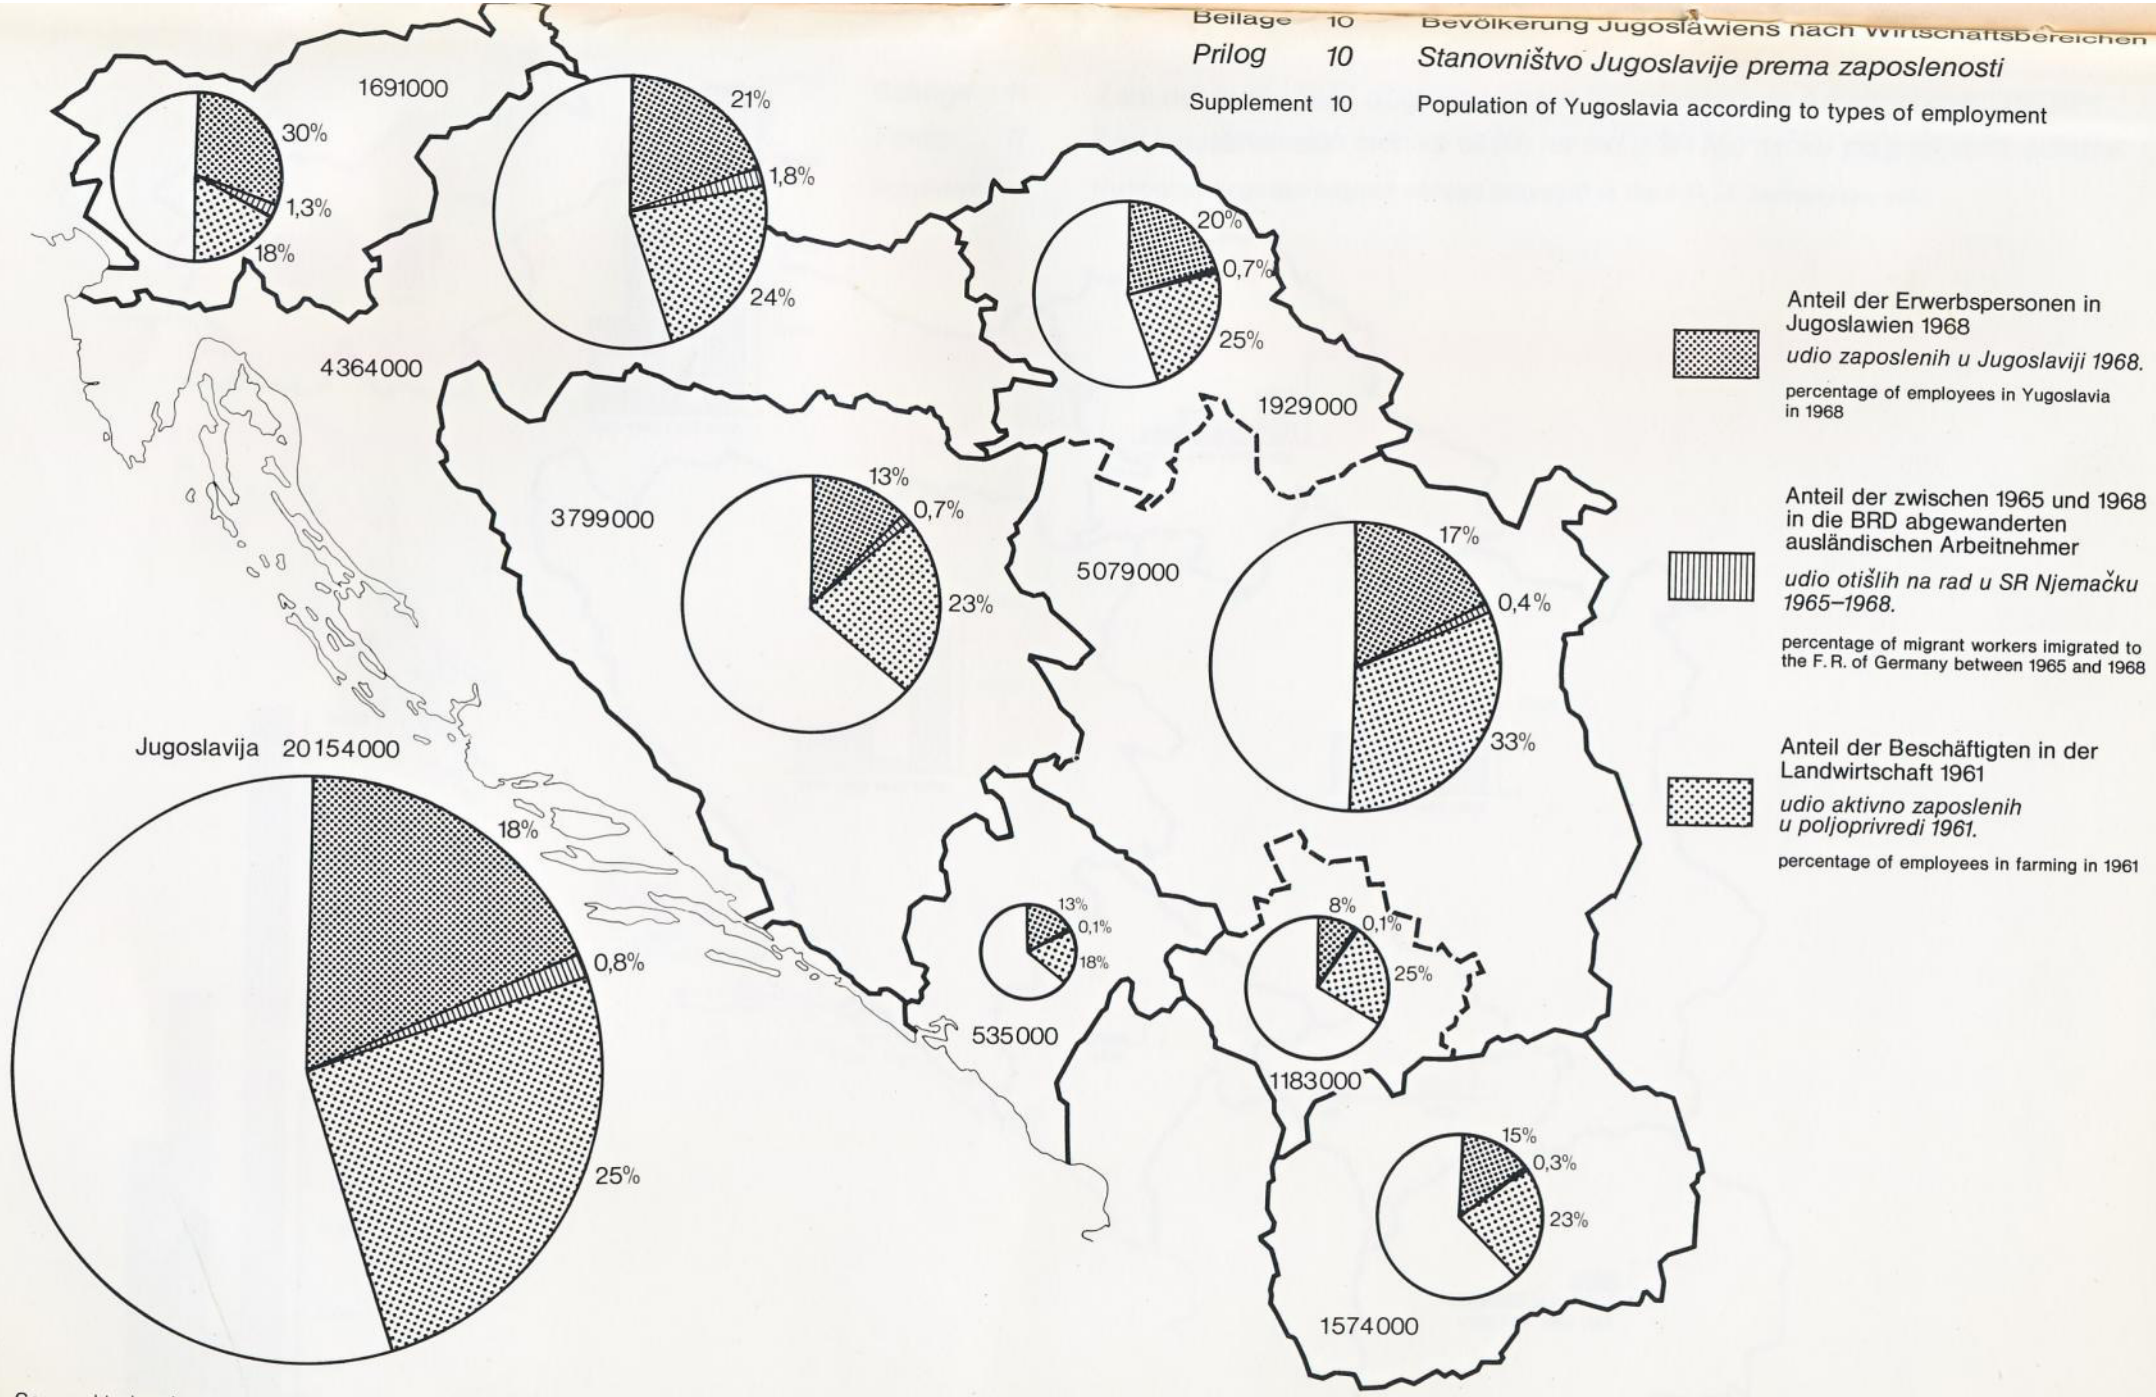 Beilage 10 Bevölkerung Jugoslawiens nach Wirtschaftsbereichen
Prilog 10 Stanovništvo Jugoslavije prema zaposlenosti
Supplement 10 Population of Yugoslavia according to types of employment
1691000
30%
1,3%
18%
21%
1,8%
24%
4364000
20%
0,7%
25%
1929000
3799000
13%
0,7%
23%
5079000
17%
0,4%
33%
Jugoslavija 20154000
18%
0,8%
25%
13%
0,1%
18%
535000
8%
0,1%
25%
1183000
15%
0,3%
23%
1574000
Anteil der Erwerbspersonen in
Jugoslawien 1968
udio zaposlenih u Jugoslaviji 1968.
percentage of employees in Yugoslavia
in 1968
Anteil der zwischen 1965 und 1968
in die BRD abgewanderten
ausländischen Arbeitnehmer
udio otišlih na rad u SR Njemačku
1965–1968.
percentage of migrant workers imigrated to
the F. R. of Germany between 1965 and 1968
Anteil der Beschäftigten in der
Landwirtschaft 1961
udio aktivno zaposlenih
u poljoprivredi 1961.
percentage of employees in farming in 1961